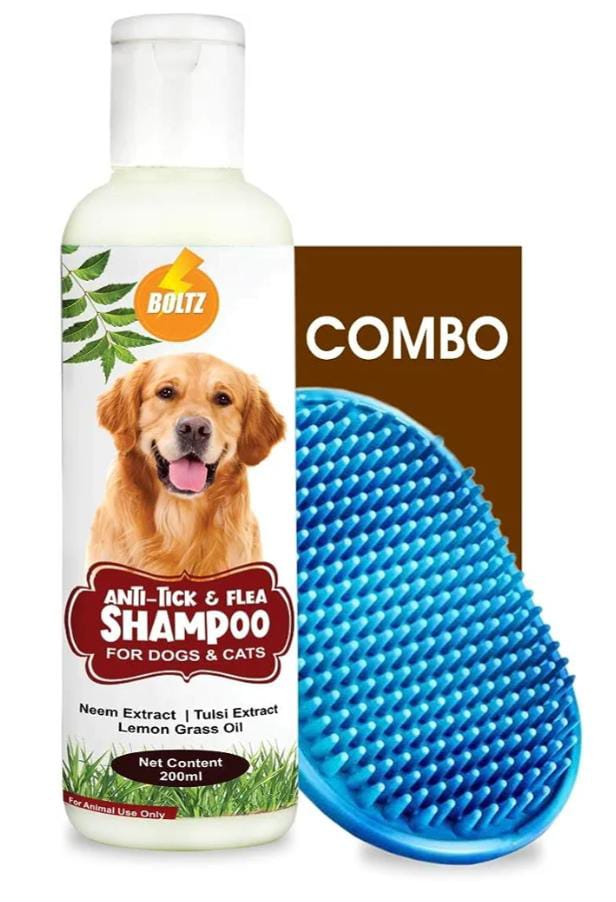 BOLTZ
COMBO
ANTI-TICK & FLEA
SHAMPOO
FOR DOGS & CATS
Neem Extract | Tulsi Extract
Lemon Grass Oil
Net Content
200ml
For Animal Use Only